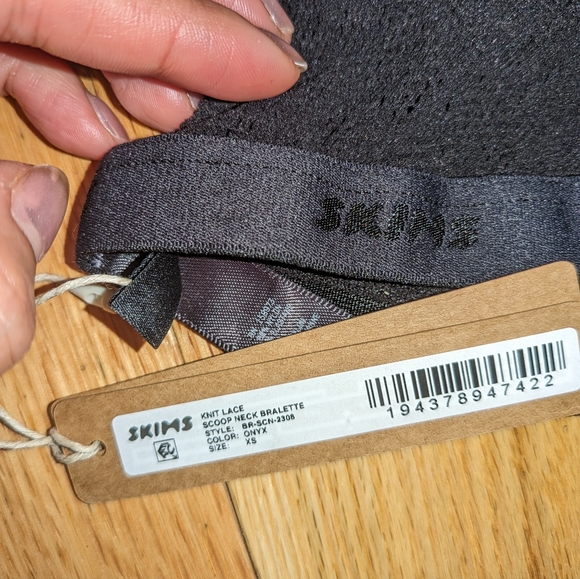 SKIMS
SKIMS
KNIT LACE
SCOOP NECK BRALETTE
STYLE: BR-SCN-2308
COLOR: ONYX
SIZE: XS
194378947422